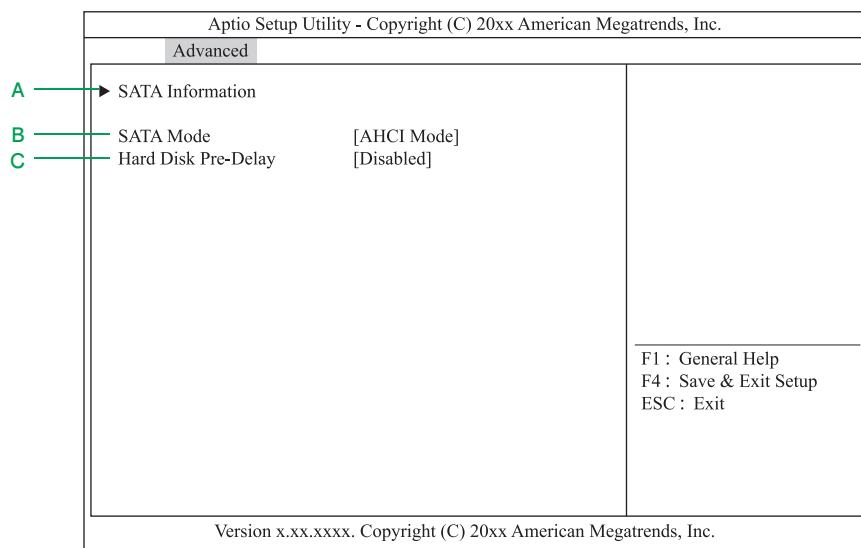 Aptio Setup Utility - Copyright (C) 20xx American Megatrends, Inc.
Advanced
A ▶ SATA Information
B SATA Mode [AHCI Mode]
C Hard Disk Pre-Delay [Disabled]
F1 : General Help
F4 : Save & Exit Setup
ESC : Exit
Version x.xx.xxxx. Copyright (C) 20xx American Megatrends, Inc.